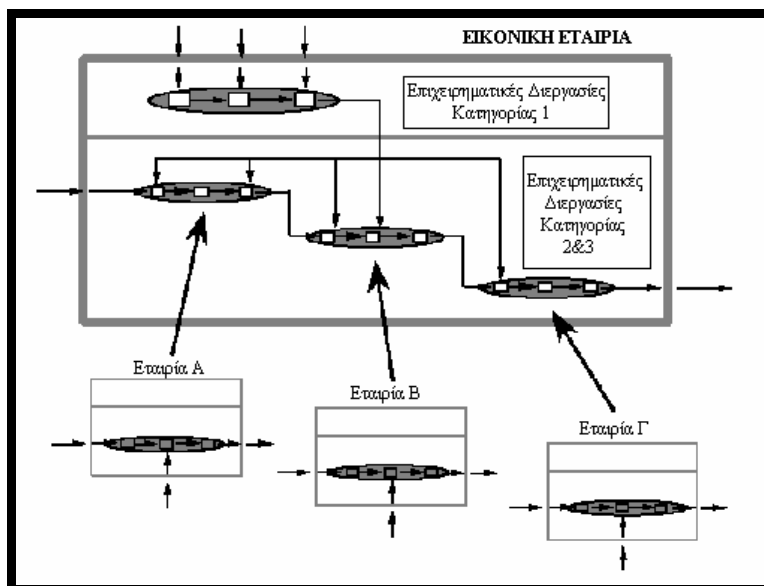 ΕΙΚΟΝΙΚΗ ΕΤΑΙΡΙΑ
Επιχειρηματικές Διεργασίες
Κατηγορίας 1
Επιχειρηματικές
Διεργασίες
Κατηγορίας
2&3
Εταιρία Α
Εταιρία Β
Εταιρία Γ